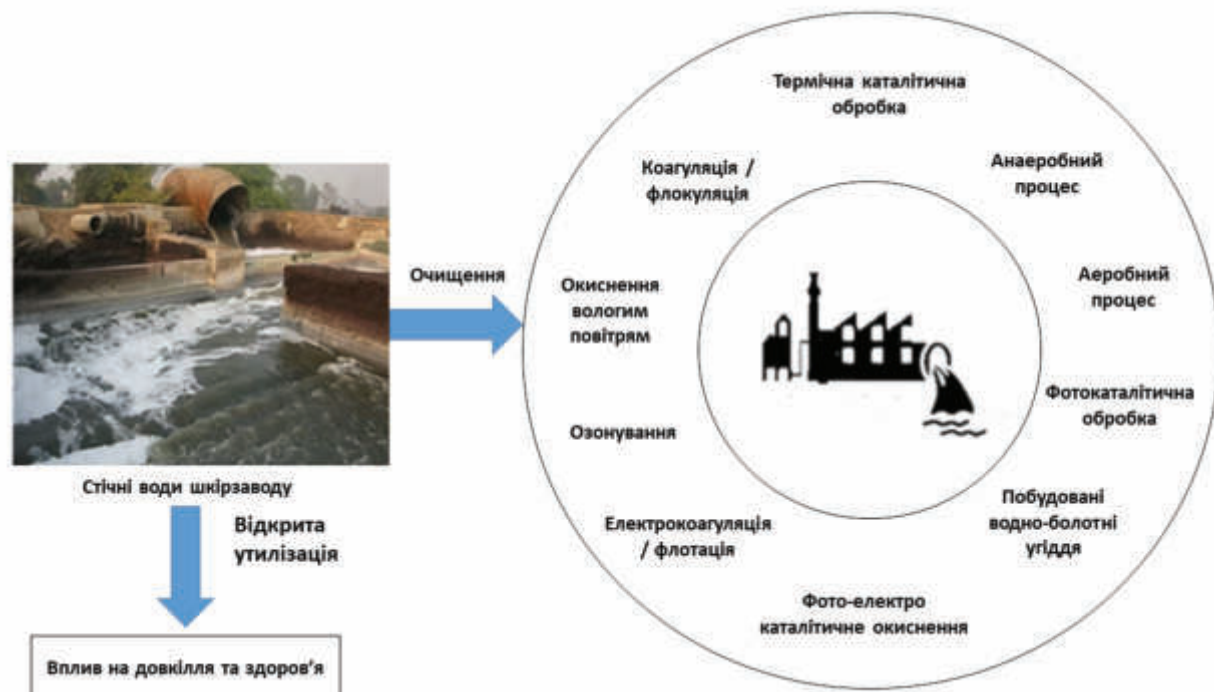 Термічна каталітична
обробка
Коагуляція /
флокуляція
Анаеробний
процес
Очищення
Окиснення
вологим
повітрям
Аеробний
процес
Фотокаталітична
обробка
Озонування
Стічні води шкірзаводу
Відкрита
утилізація
Електрокоагуляція
/ флотація
Побудовані
водно-болотні
угіддя
Фото-електро
каталітичне окиснення
Вплив на довкілля та здоров'я